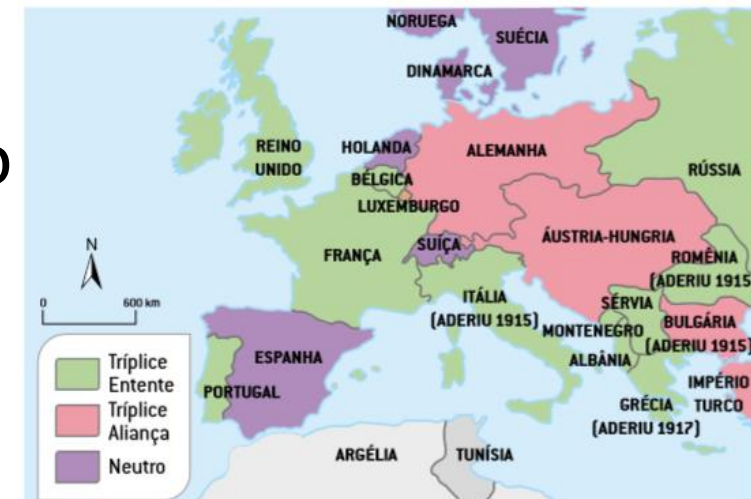 NORUEGA
SUÉCIA
DINAMARCA
HOLANDA
ALEMANHA
REINO
UNIDO
BÉLGICA
LUXEMBURGO
RÚSSIA
N
0 600 km
FRANÇA
SUÍÇA
ÁUSTRIA-HUNGRIA
ROMÊNIA
(ADERIU 1915
ITÁLIA
(ADERIU 1915)
SÉRVIA
MONTENEGRO
BULGÁRIA
(ADERIU 1915)
ALBÂNIA
ESPANHA
PORTUGAL
IMPÉRIO
TURCO
GRÉCIA
(ADERIU 1917)
Tríplice
Entente
Tríplice
Aliança
Neutro
ARGÉLIA
TUNÍSIA